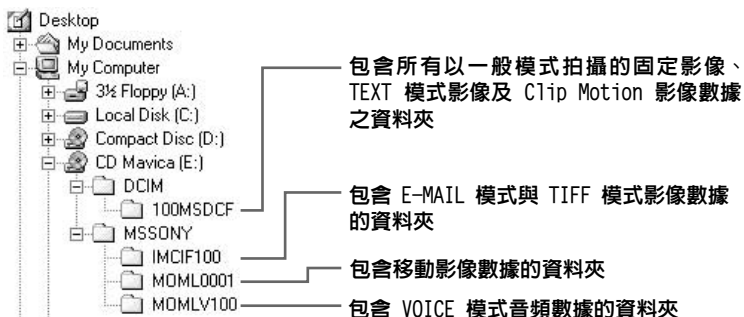 Desktop
My Documents
My Computer
3½ Floppy (A:)
Local Disk (C:)
Compact Disc (D:)
CD Mavica (E:)
DCIM
100MSDCF
MSSONY
IMCIF100
MOML0001
MOMLV100
包含所有以一般模式拍攝的固定影像、
TEXT 模式影像及 Clip Motion 影像數據
之資料夾
包含 E-MAIL 模式與 TIFF 模式影像數據
的資料夾
包含移動影像數據的資料夾
包含 VOICE 模式音頻數據的資料夾